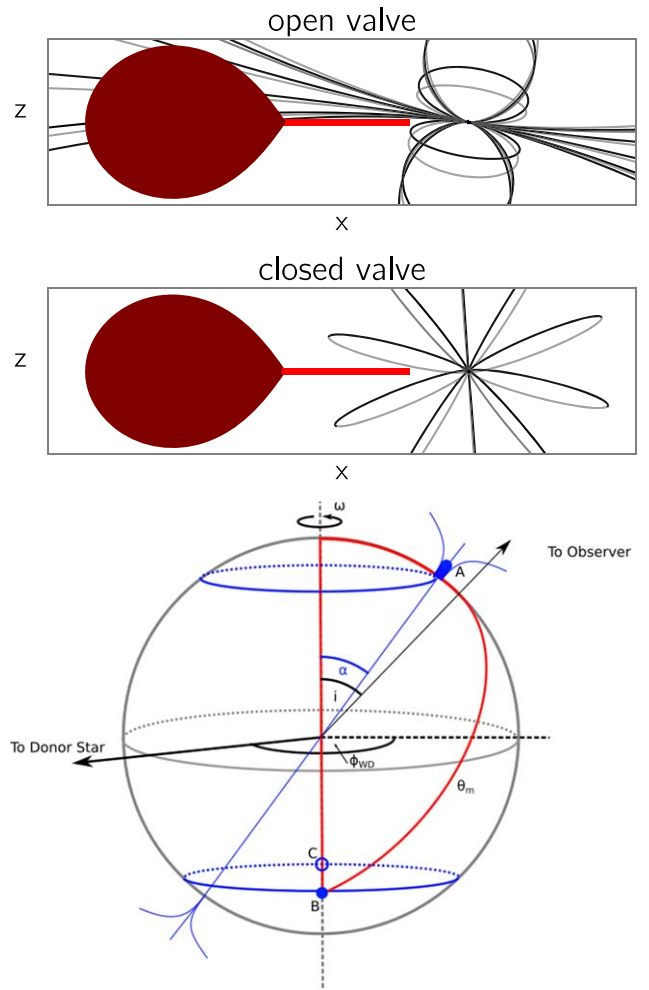 open valve
z
x
closed valve
z
x
ω
To Observer
A
α
i
To Donor Star
ϕWD
θm
C
B